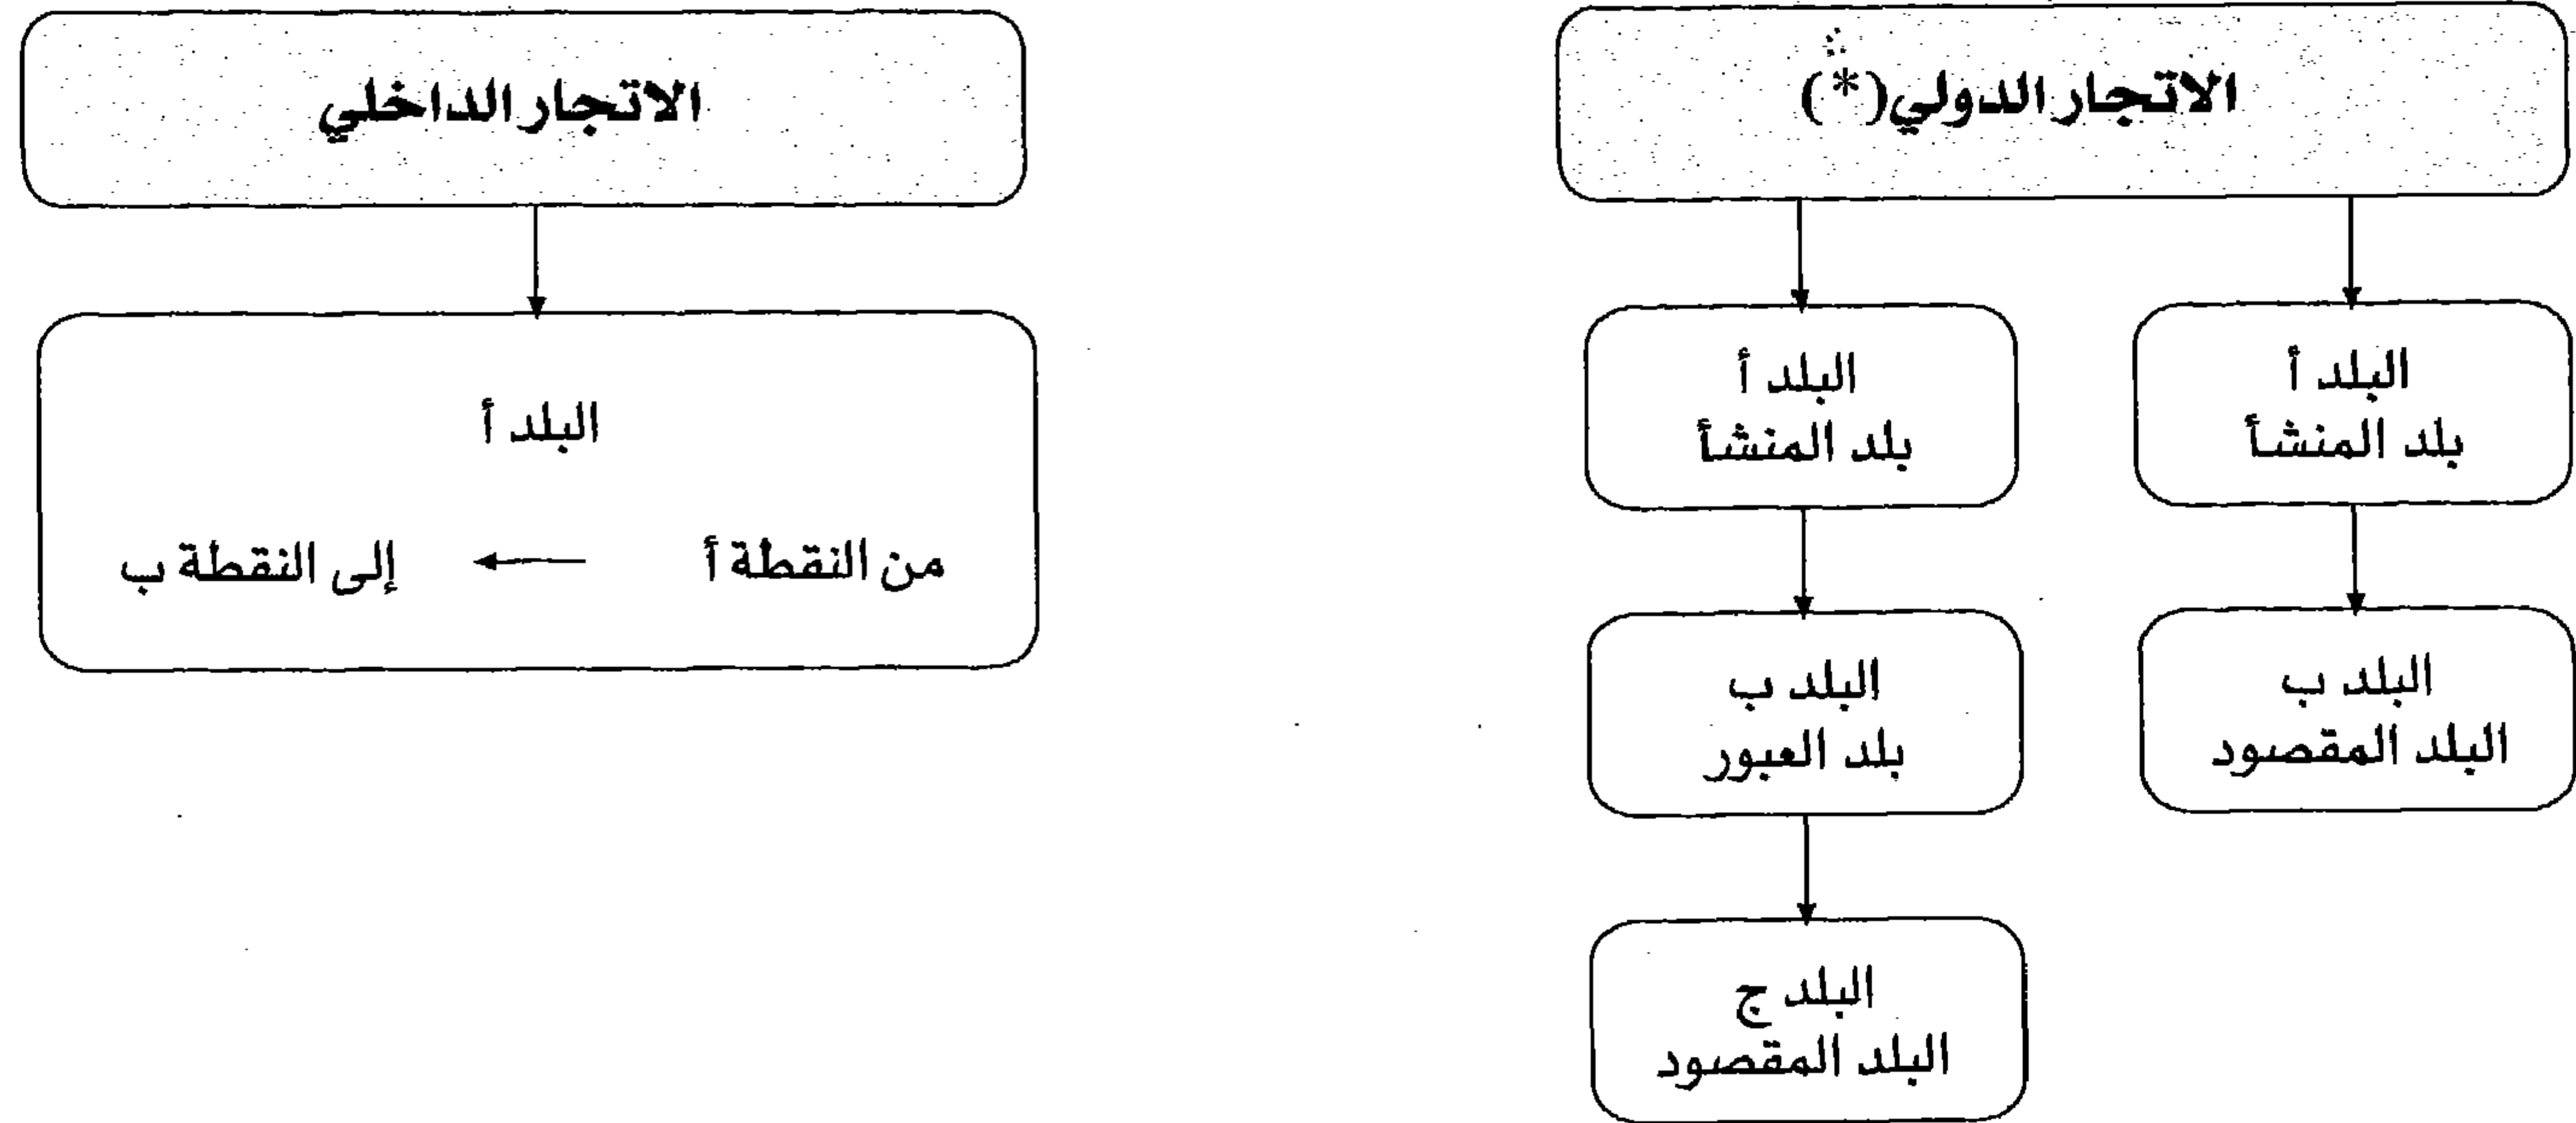 الاتجار الدولي(*)
البلد أ
بلد المنشأ
البلد ب
البلد المقصود
البلد أ
بلد المنشأ
البلد ب
بلد العبور
البلد ج
البلد المقصود
الاتجار الداخلي
البلد أ
من النقطة أ
إلى النقطة ب